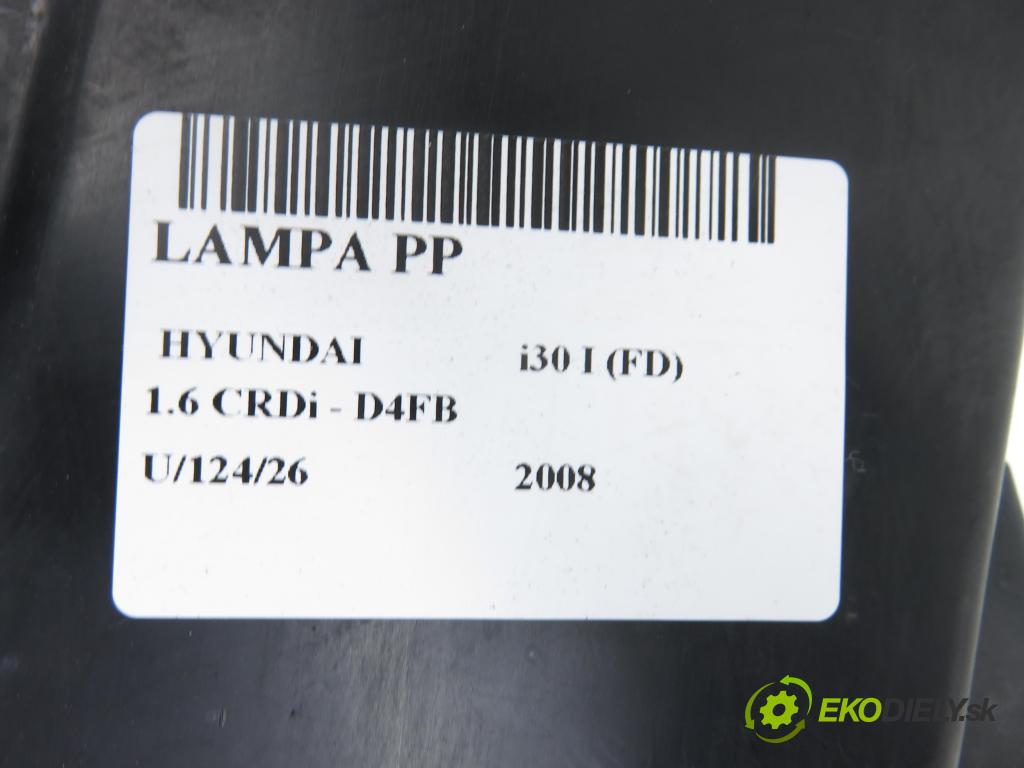 LAMPA PP
HYUNDAI i30 I (FD)
1.6 CRDi - D4FB
U/124/26 2008
EKODIELY.sk